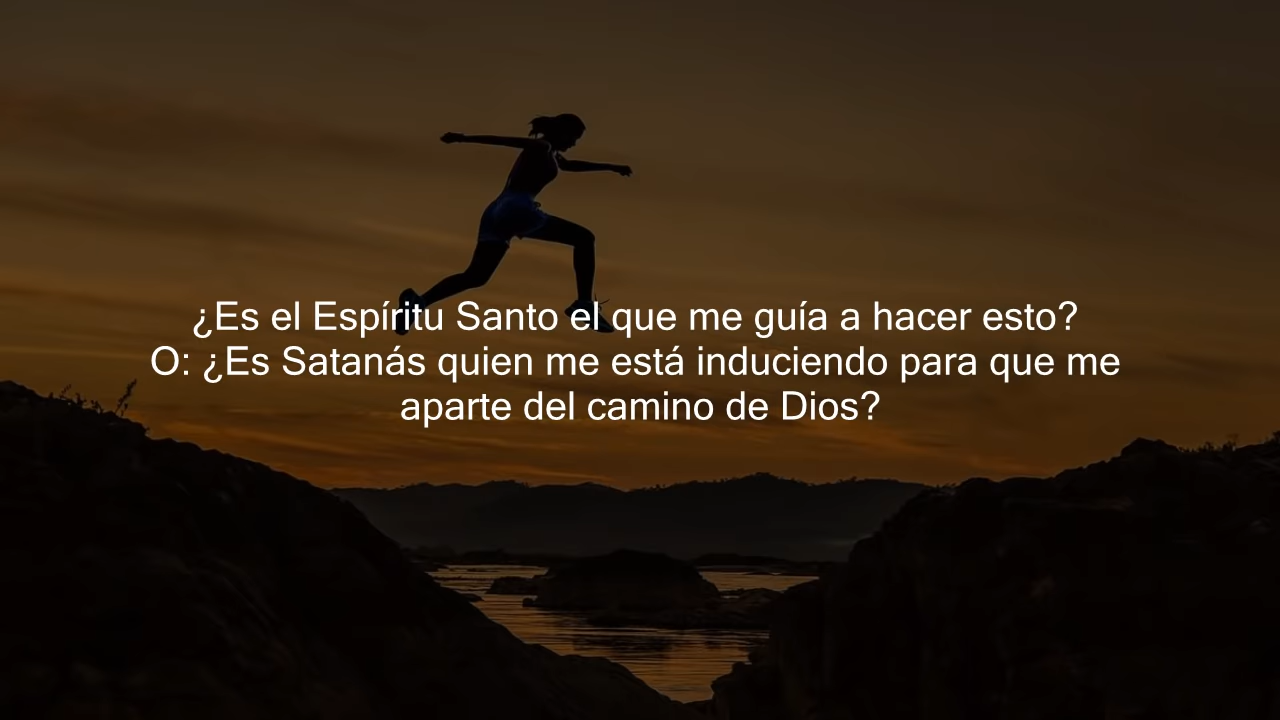 ¿Es el Espíritu Santo el que me guía a hacer esto?
O: ¿Es Satanás quien me está induciendo para que me
aparte del camino de Dios?